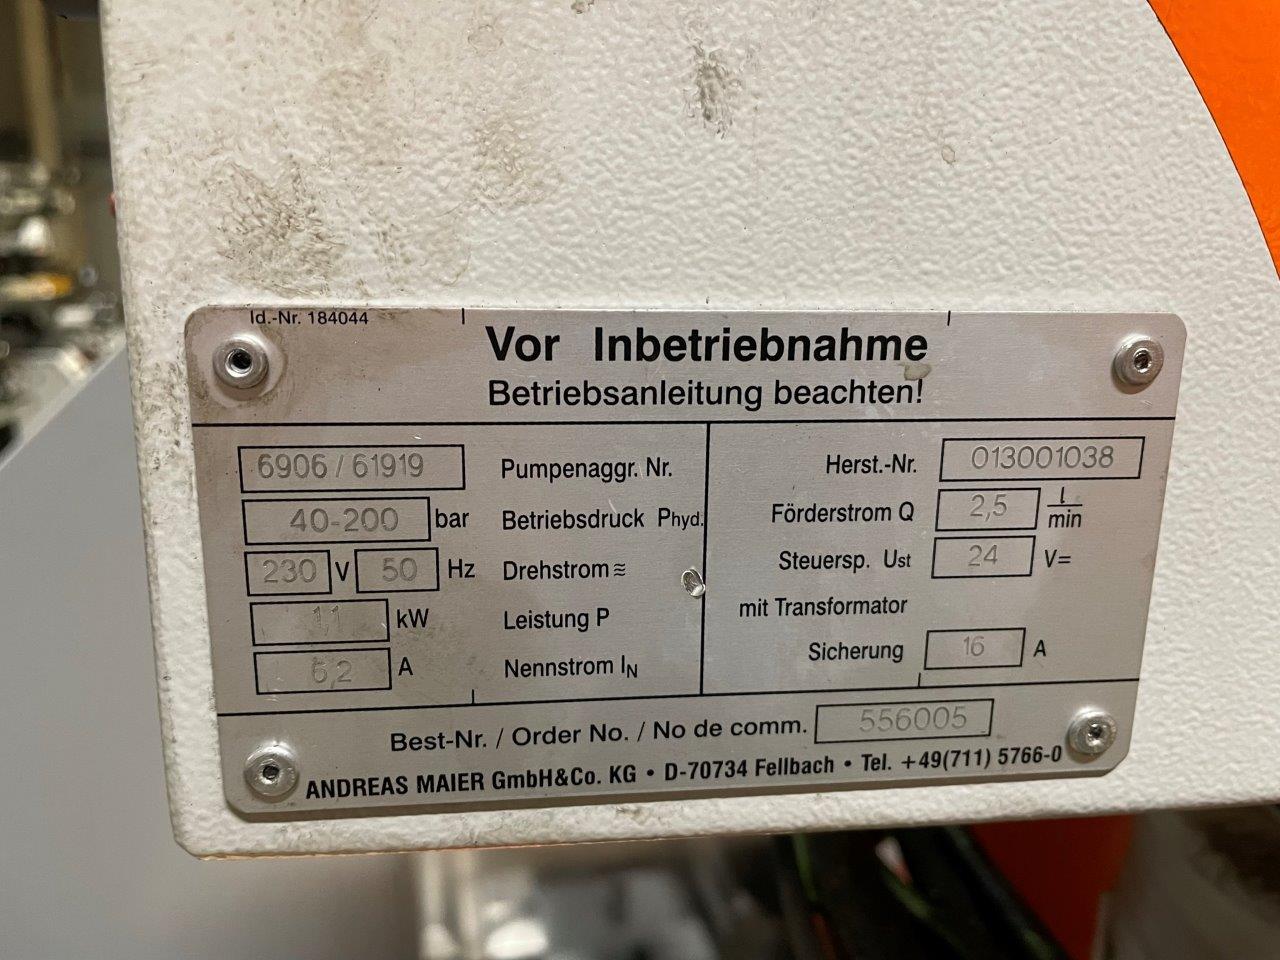 Id.-Nr. 184044
Vor Inbetriebnahme
Betriebsanleitung beachten!
6906 / 61919 Pumpenaggr. Nr.
40-200 bar Betriebsdruck Phyd.
230 V 50 Hz Drehstrom ≋
1,1 kW Leistung P
6,2 A Nennstrom IN
Herst.-Nr. 013001038
Förderstrom Q 2,5 l/min
Steuersp. Ust 24 V=
mit Transformator
Sicherung 16 A
Best-Nr. / Order No. / No de comm. 556005
ANDREAS MAIER GmbH&Co. KG • D-70734 Fellbach • Tel. +49(711) 5766-0